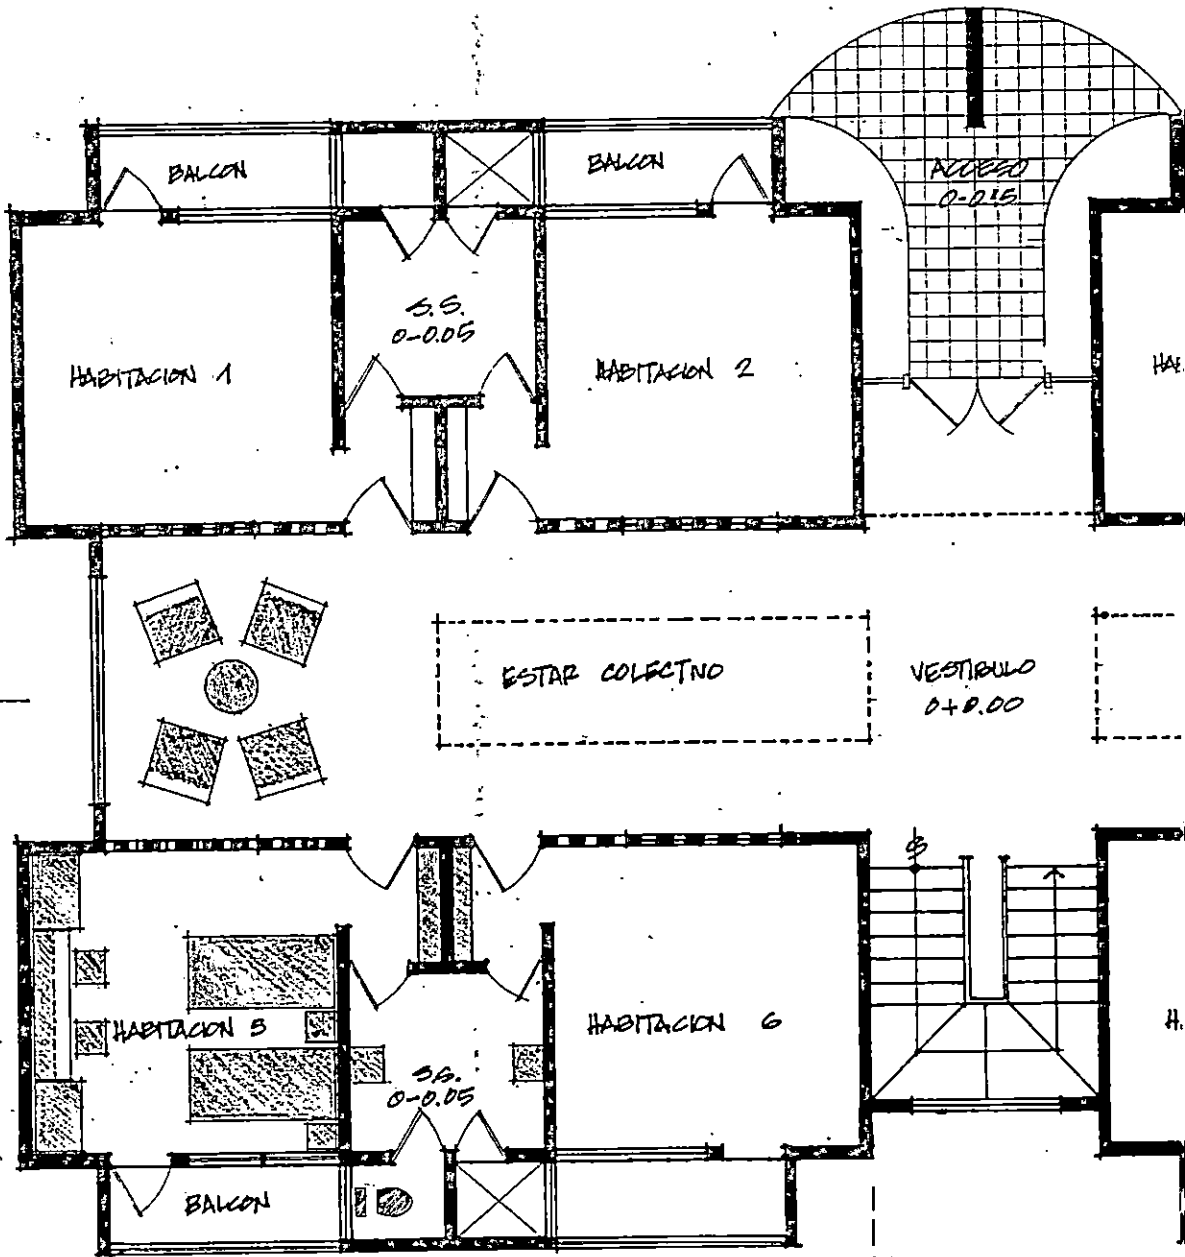 BALCON
BALCON
ACCESO
0-0.15
S.S.
0-0.05
HABITACION 1
HABITACION 2
HA
ESTAR COLECTIVO
VESTIBULO
0+0.00
S
HABITACION 5
HABITACION 6
H.
S.S.
0-0.05
BALCON